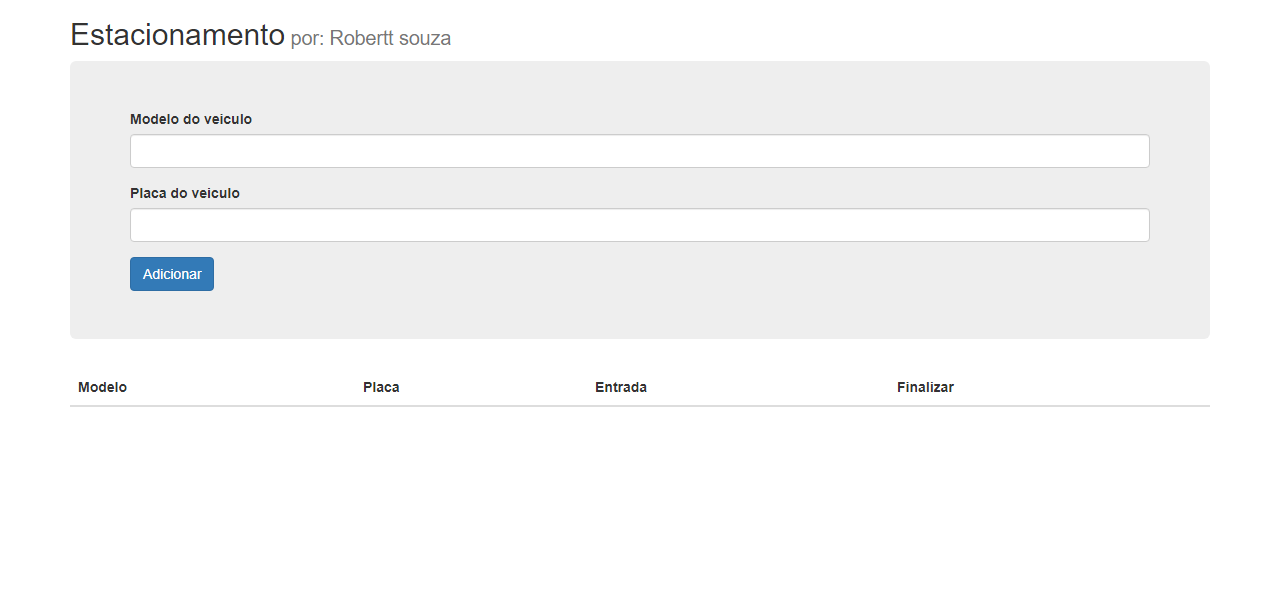 Estacionamento por: Robertt souza
Modelo do veiculo
Placa do veiculo
Adicionar
Modelo Placa Entrada Finalizar